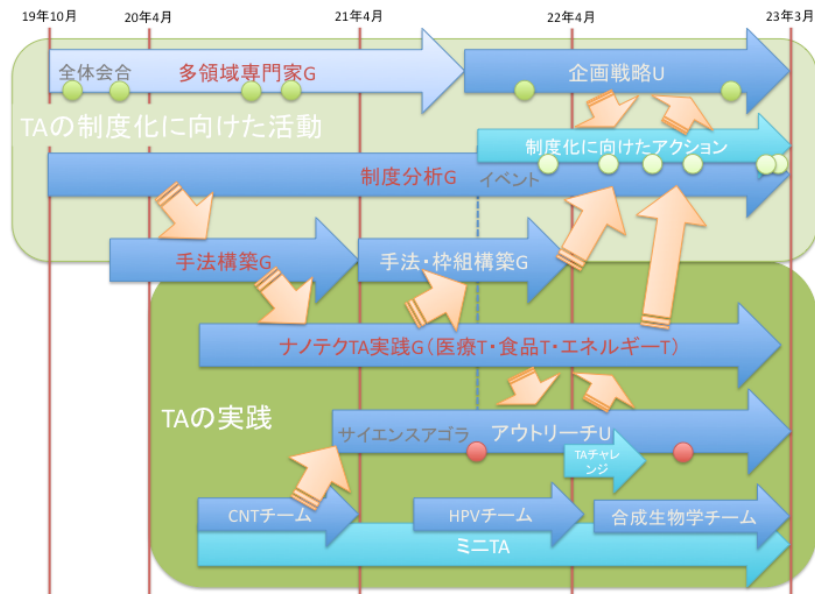 19年10月
20年4月
21年4月
22年4月
23年3月
全体会合
多領域専門家G
企画戦略U
TAの制度化に向けた活動
制度化に向けたアクション
制度分析G
イベント
手法構築G
手法・枠組構築G
ナノテクTA実践G（医療T・食品T・エネルギーT）
TAの実践
サイエンスアゴラ
アウトリーチU
TAチャレ
ンジ
CNTチーム
HPVチーム
合成生物学チーム
ミニTA